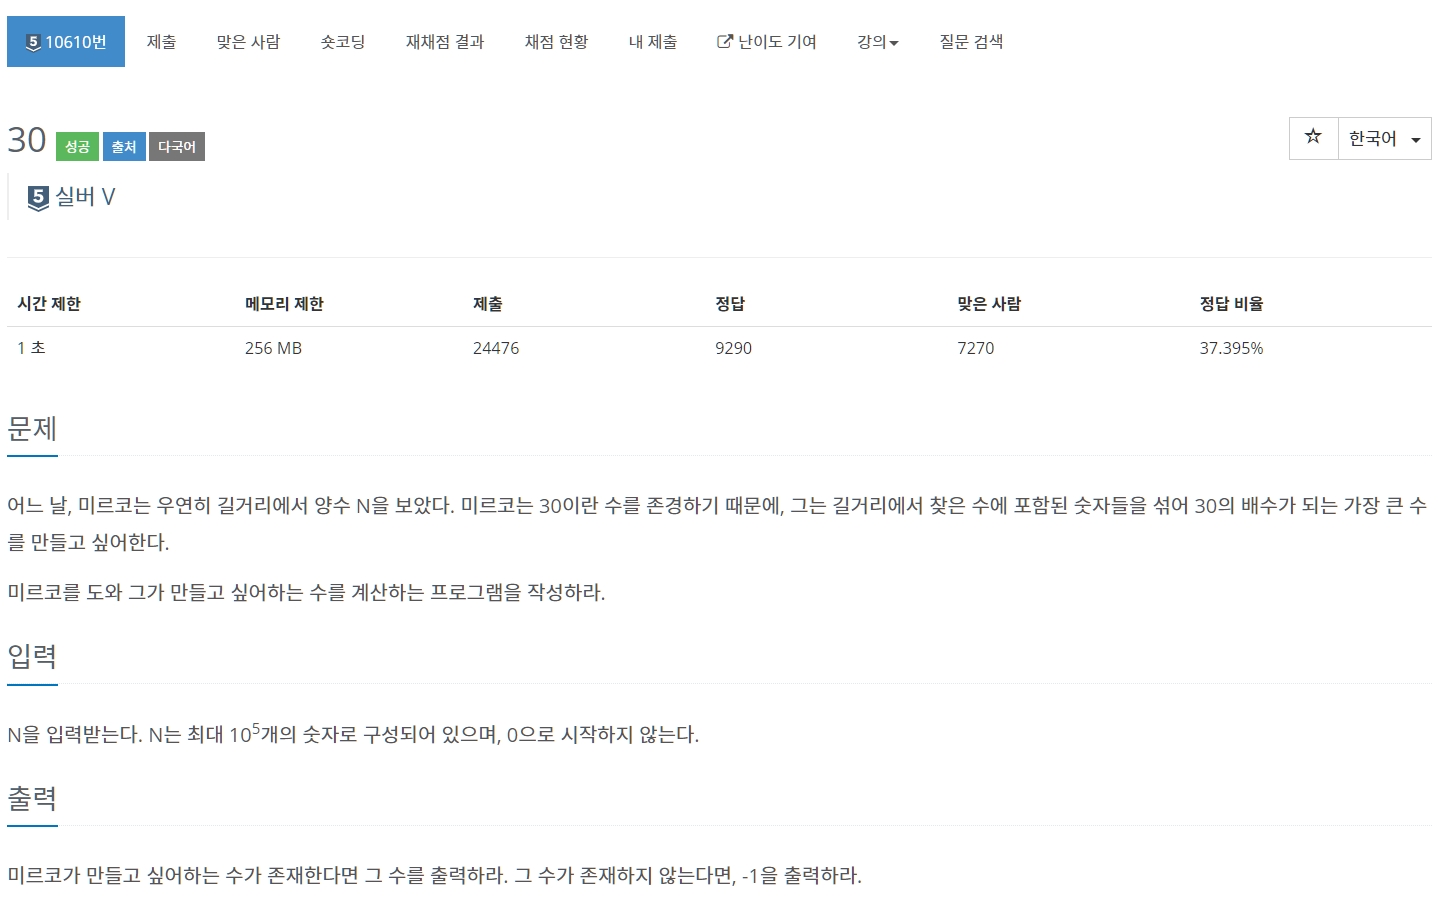 5 10610번 제출 맞은 사람 숏코딩 재채점 결과 채점 현황 내 제출 난이도 기여 강의 질문 검색
30 성공 출처 다국어 한국어
5 실버 V
시간 제한 메모리 제한 제출 정답 맞은 사람 정답 비율
1 초 256 MB 24476 9290 7270 37.395%
문제
어느 날, 미르코는 우연히 길거리에서 양수 N을 보았다. 미르코는 30이란 수를 존경하기 때문에, 그는 길거리에서 찾은 수에 포함된 숫자들을 섞어 30의 배수가 되는 가장 큰 수
를 만들고 싶어한다.
미르코를 도와 그가 만들고 싶어하는 수를 계산하는 프로그램을 작성하라.
입력
N을 입력받는다. N는 최대 10⁵개의 숫자로 구성되어 있으며, 0으로 시작하지 않는다.
출력
미르코가 만들고 싶어하는 수가 존재한다면 그 수를 출력하라. 그 수가 존재하지 않는다면, -1을 출력하라.